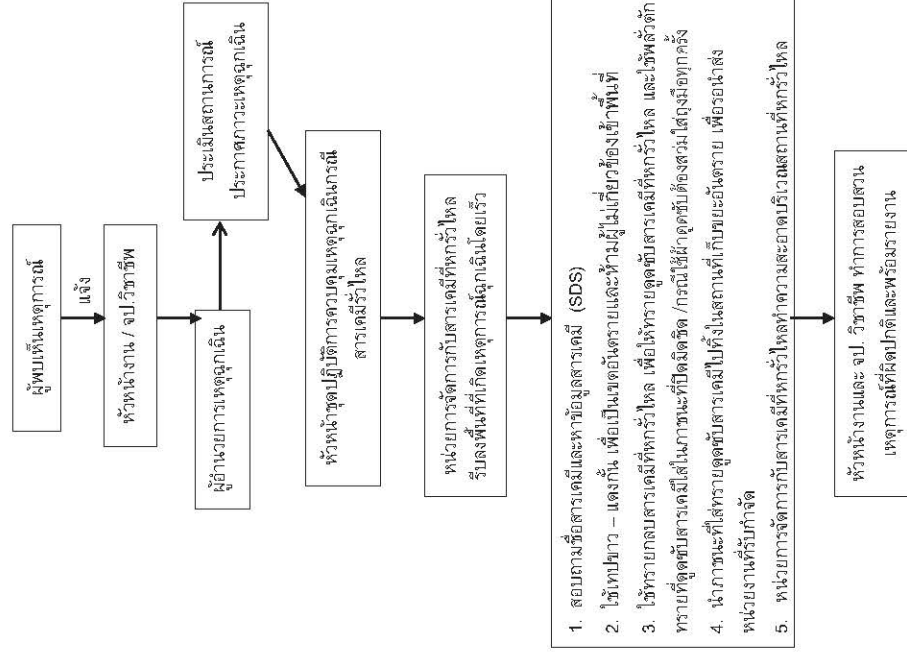 ผู้พบเห็นเหตุการณ์
แจ้ง
หัวหน้างาน / จป.วิชาชีพ
ผู้อำนวยการเหตุฉุกเฉิน
ประเมินสถานการณ์
ประกาศภาวะเหตุฉุกเฉิน
หัวหน้าชุดปฏิบัติการควบคุมเหตุฉุกเฉินกรณี
สารเคมีรั่วไหล
หน่วยการจัดการกับสารเคมีที่หกรั่วไหล
รีบลงพื้นที่ที่เกิดเหตุการณ์ฉุกเฉินโดยเร็ว
1. สอบถามชื่อสารเคมีและหาข้อมูลสารเคมี (SDS)
2. ใช้เทปขาว – แดงกั้น เพื่อเป็นเขตอันตรายและห้ามผู้ไม่เกี่ยวข้องเข้าพื้นที่
3. ใช้ทรายกลบสารเคมีที่หกรั่วไหล เพื่อให้ทรายดูดซับสารเคมีที่หกรั่วไหล และใช้พลั่วตัก
ทรายที่ดูดซับสารเคมีใส่ในภาชนะที่ปิดมิดชิด /กรณีใช้ผ้าดูดซับต้องสวมใส่ถุงมือทุกครั้ง
4. นำภาชนะที่ใส่ทรายดูดซับสารเคมีไปทิ้งในสถานที่เก็บขยะอันตราย เพื่อรอนำส่ง
หน่วยงานที่รับกำจัด
5. หน่วยการจัดการกับสารเคมีที่หกรั่วไหลทำความสะอาดบริเวณสถานที่หกรั่วไหล
หัวหน้างานและ จป. วิชาชีพ ทำการสอบสวน
เหตุการณ์ที่ผิดปกติและพร้อมรายงาน